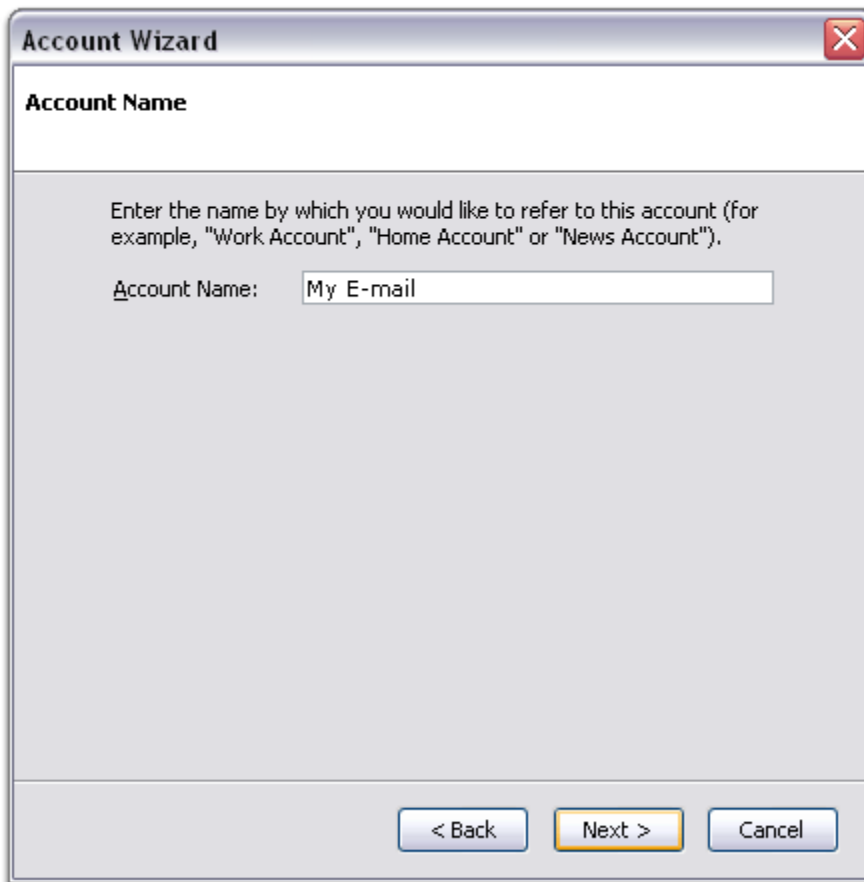 Account Wizard
Account Name
Enter the name by which you would like to refer to this account (for
example, "Work Account", "Home Account" or "News Account").
Account Name: My E-mail
< Back Next > Cancel